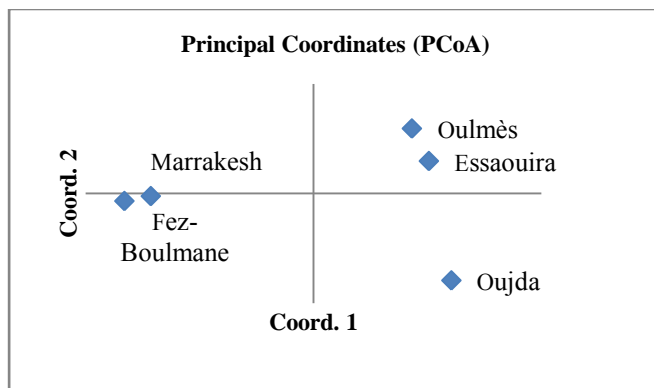 Principal Coordinates (PCoA)
Coord. 2
Oulmès
Marrakesh
Essaouira
Fez-
Boulmane
Oujda
Coord. 1